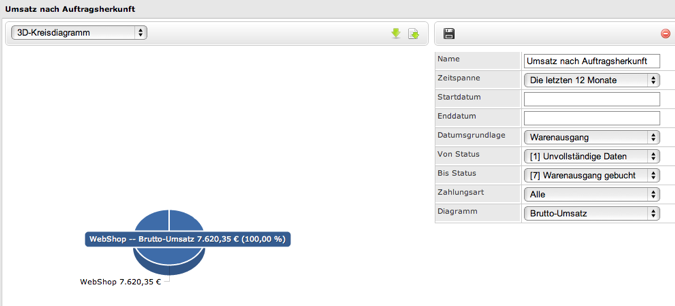 Umsatz nach Auftragsherkunft
3D-Kreisdiagramm
Name Umsatz nach Auftragsherkunft
Zeitspanne Die letzten 12 Monate
Startdatum
Enddatum
Datumsgrundlage Warenausgang
Von Status [1] Unvollständige Daten
Bis Status [7] Warenausgang gebucht
Zahlungsart Alle
Diagramm Brutto-Umsatz
WebShop -- Brutto-Umsatz 7.620,35 € (100,00 %)
WebShop 7.620,35 €